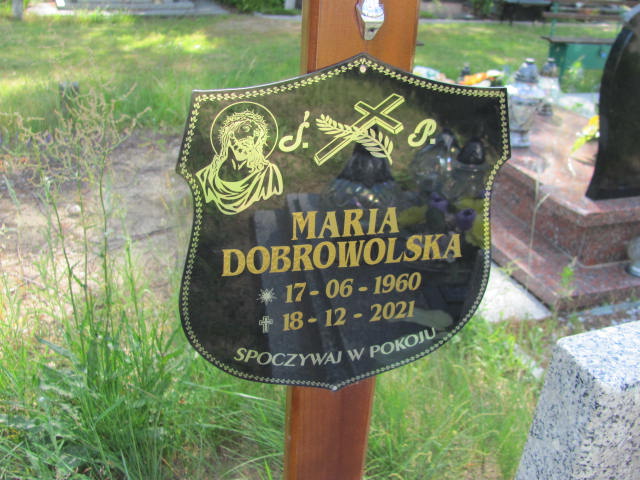 Ś. P.
MARIA
DOBROWOLSKA
17-06-1960
18-12-2021
SPOCZYWAJ W POKOJU